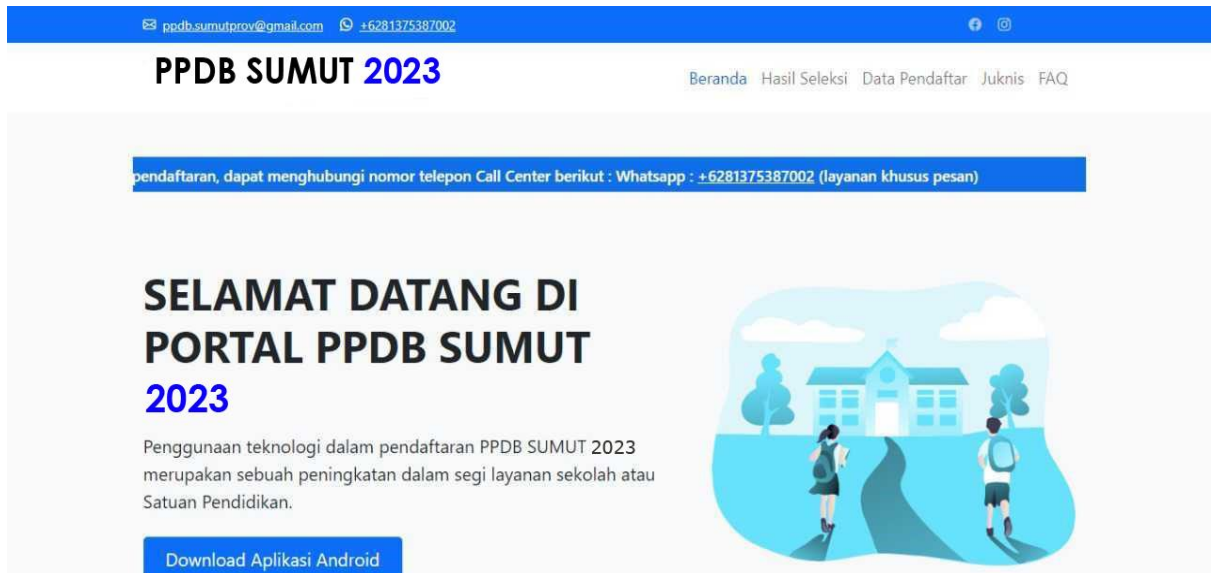 ppdb.sumutprov@gmail.com +6281375387002
PPDB SUMUT 2023
Beranda Hasil Seleksi Data Pendaftar Juknis FAQ
pendaftaran, dapat menghubungi nomor telepon Call Center berikut : Whatsapp : +6281375387002 (layanan khusus pesan)
SELAMAT DATANG DI
PORTAL PPDB SUMUT
2023
Penggunaan teknologi dalam pendaftaran PPDB SUMUT 2023
merupakan sebuah peningkatan dalam segi layanan sekolah atau
Satuan Pendidikan.
Download Aplikasi Android